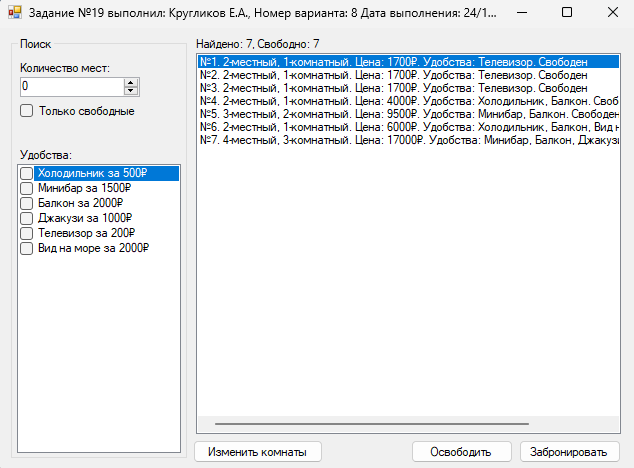 Задание №19 выполнил: Кругликов Е.А., Номер варианта: 8 Дата выполнения: 24/1...
Поиск
Количество мест:
0
Только свободные
Удобства:
Холодильник за 500₽
Минибар за 1500₽
Балкон за 2000₽
Джакузи за 1000₽
Телевизор за 200₽
Вид на море за 2000₽
Найдено: 7, Свободно: 7
№1. 2-местный, 1-комнатный. Цена: 1700₽. Удобства: Телевизор. Свободен
№2. 2-местный, 1-комнатный. Цена: 1700₽. Удобства: Телевизор. Свободен
№3. 2-местный, 1-комнатный. Цена: 1700₽. Удобства: Телевизор. Свободен
№4. 2-местный, 1-комнатный. Цена: 4000₽. Удобства: Холодильник, Балкон. Своб
№5. 3-местный, 2-комнатный. Цена: 9500₽. Удобства: Минибар, Балкон. Свободен
№6. 2-местный, 1-комнатный. Цена: 6000₽. Удобства: Холодильник, Балкон, Вид н
№7. 4-местный, 3-комнатный. Цена: 17000₽. Удобства: Минибар, Балкон, Джакузи
Изменить комнаты
Освободить
Забронировать